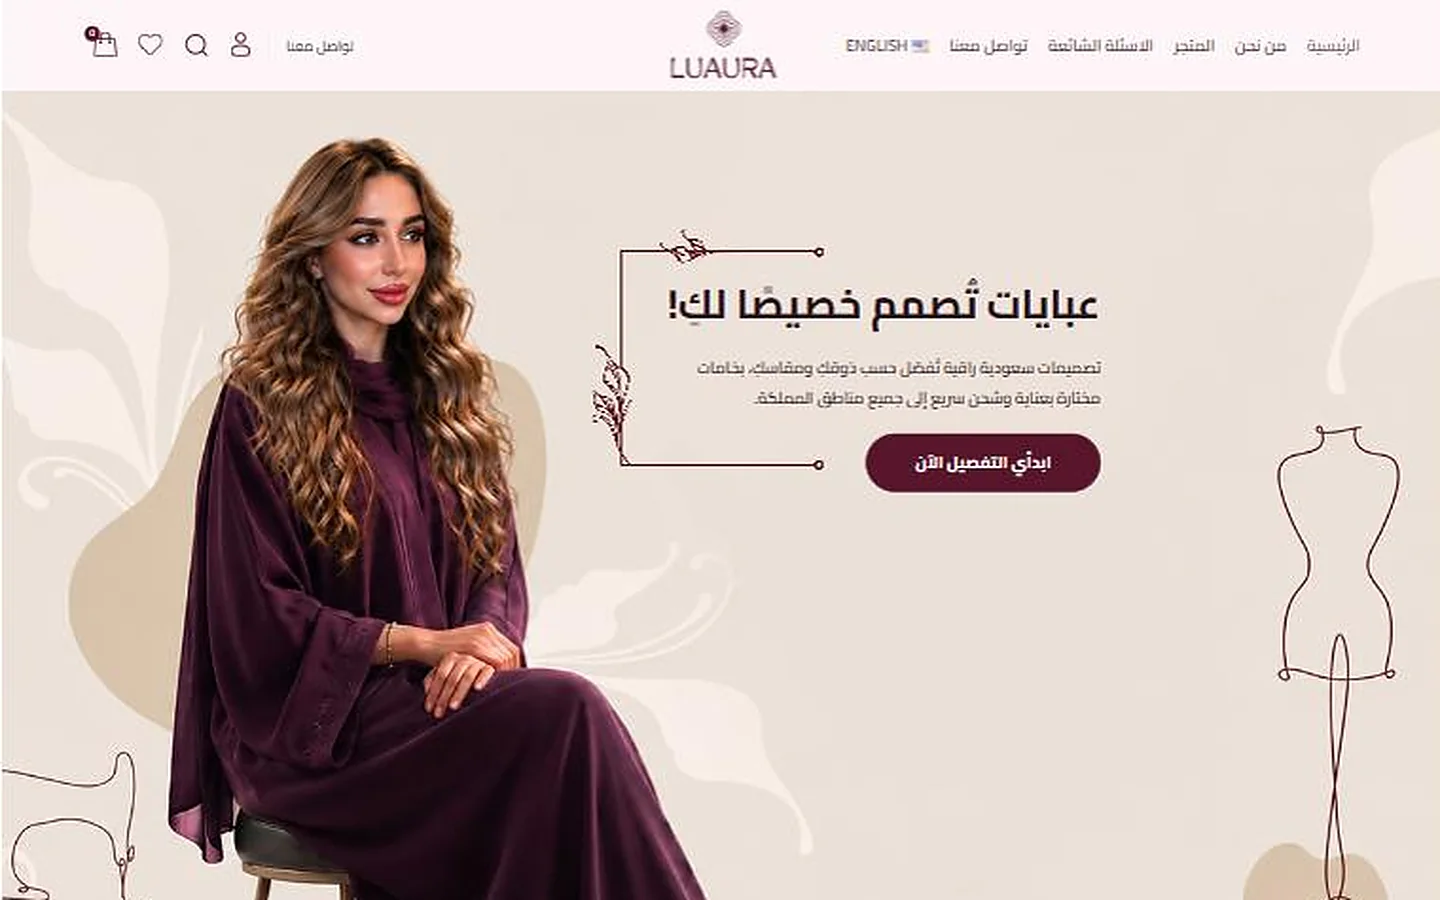 الرئيسية
من نحن
المتجر
الاسئلة الشائعة
تواصل معنا
ENGLISH
LUAURA
تواصل معنا
0
عبايات تُصمم خصيصًا لكِ!
تصميمات سعودية راقية تُفصّل حسب ذوقكِ ومقاسكِ، بخامات
مختارة بعناية وشحن سريع إلى جميع مناطق المملكة.
ابدأي التفصيل الآن